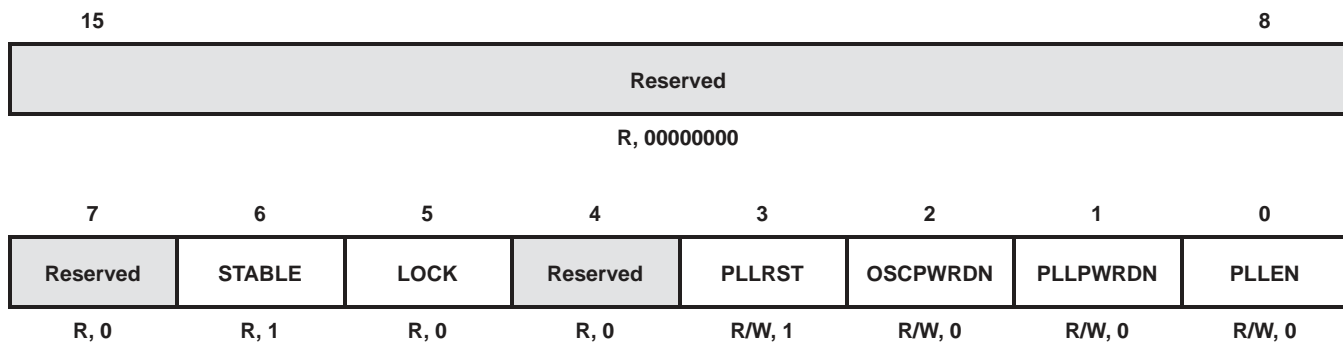 15 8
Reserved
R, 00000000
7 6 5 4 3 2 1 0
Reserved STABLE LOCK Reserved PLLRST OSCPWRDN PLLPWRDN PLLEN
R, 0 R, 1 R, 0 R, 0 R/W, 1 R/W, 0 R/W, 0 R/W, 0